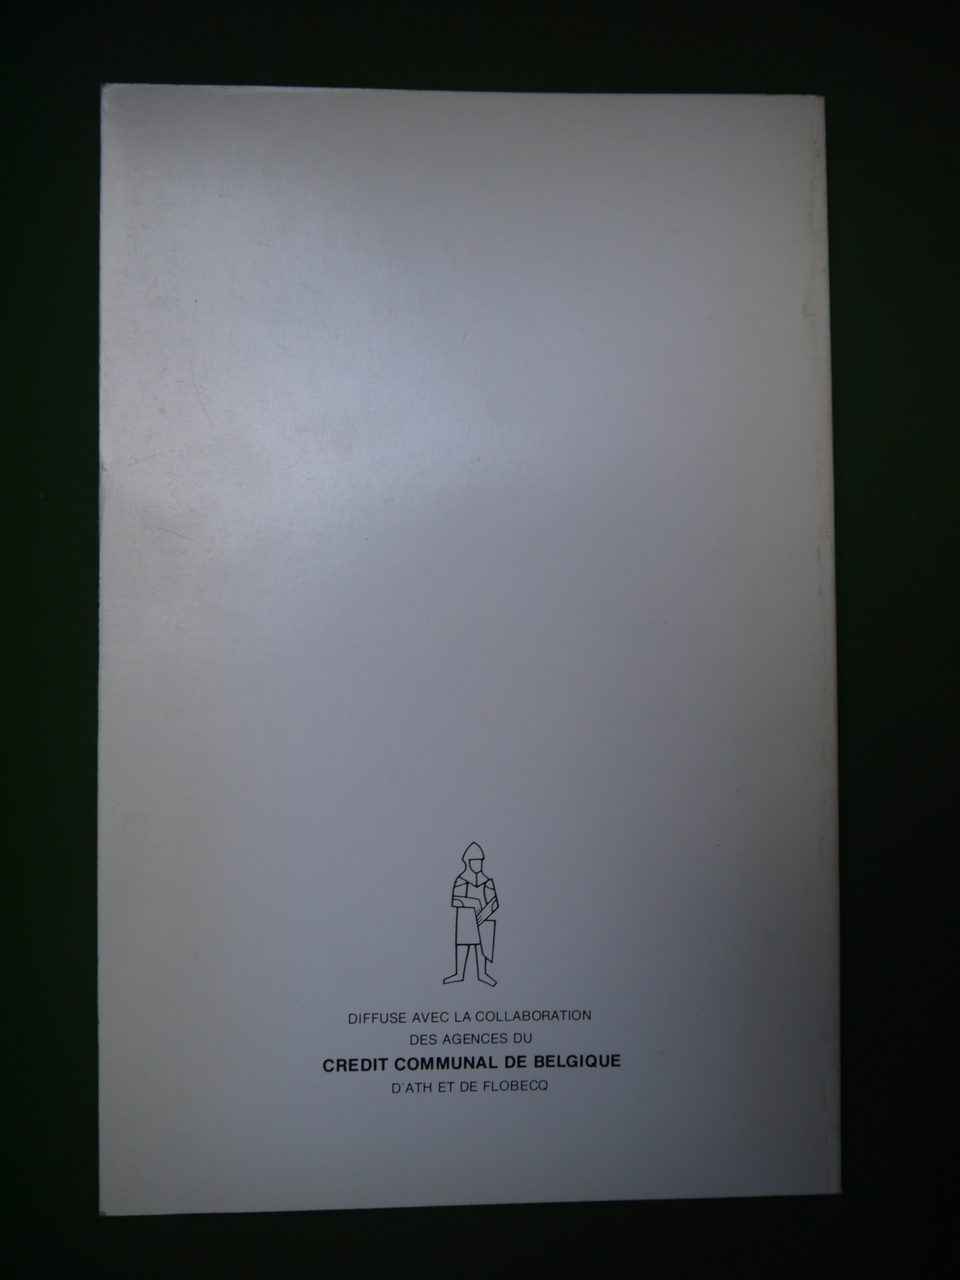 DIFFUSE AVEC LA COLLABORATION
DES AGENCES DU
CREDIT COMMUNAL DE BELGIQUE
D'ATH ET DE FLOBECQ